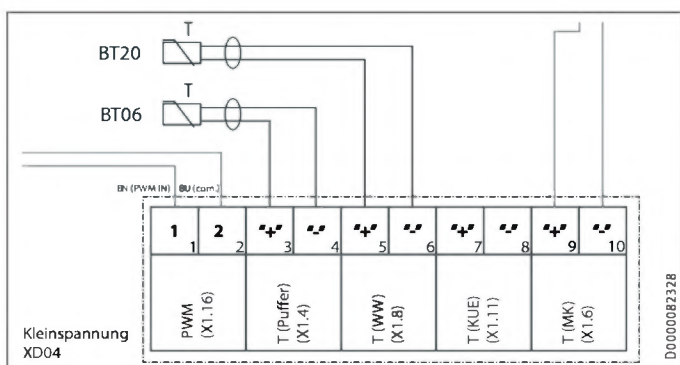 T
BT20
T
BT06
BN (PWM IN) BU (com.)
1 2 "+" "-" "+" "-" "+" "-" "+" "-"
1 2 3 4 5 6 7 8 9 10
PWM
(X1.16)
T (Puffer)
(X1.4)
T (WW)
(X1.8)
T (KUE)
(X1.11)
T (MK)
(X1.6)
Kleinspannung
XD04
D0000082328